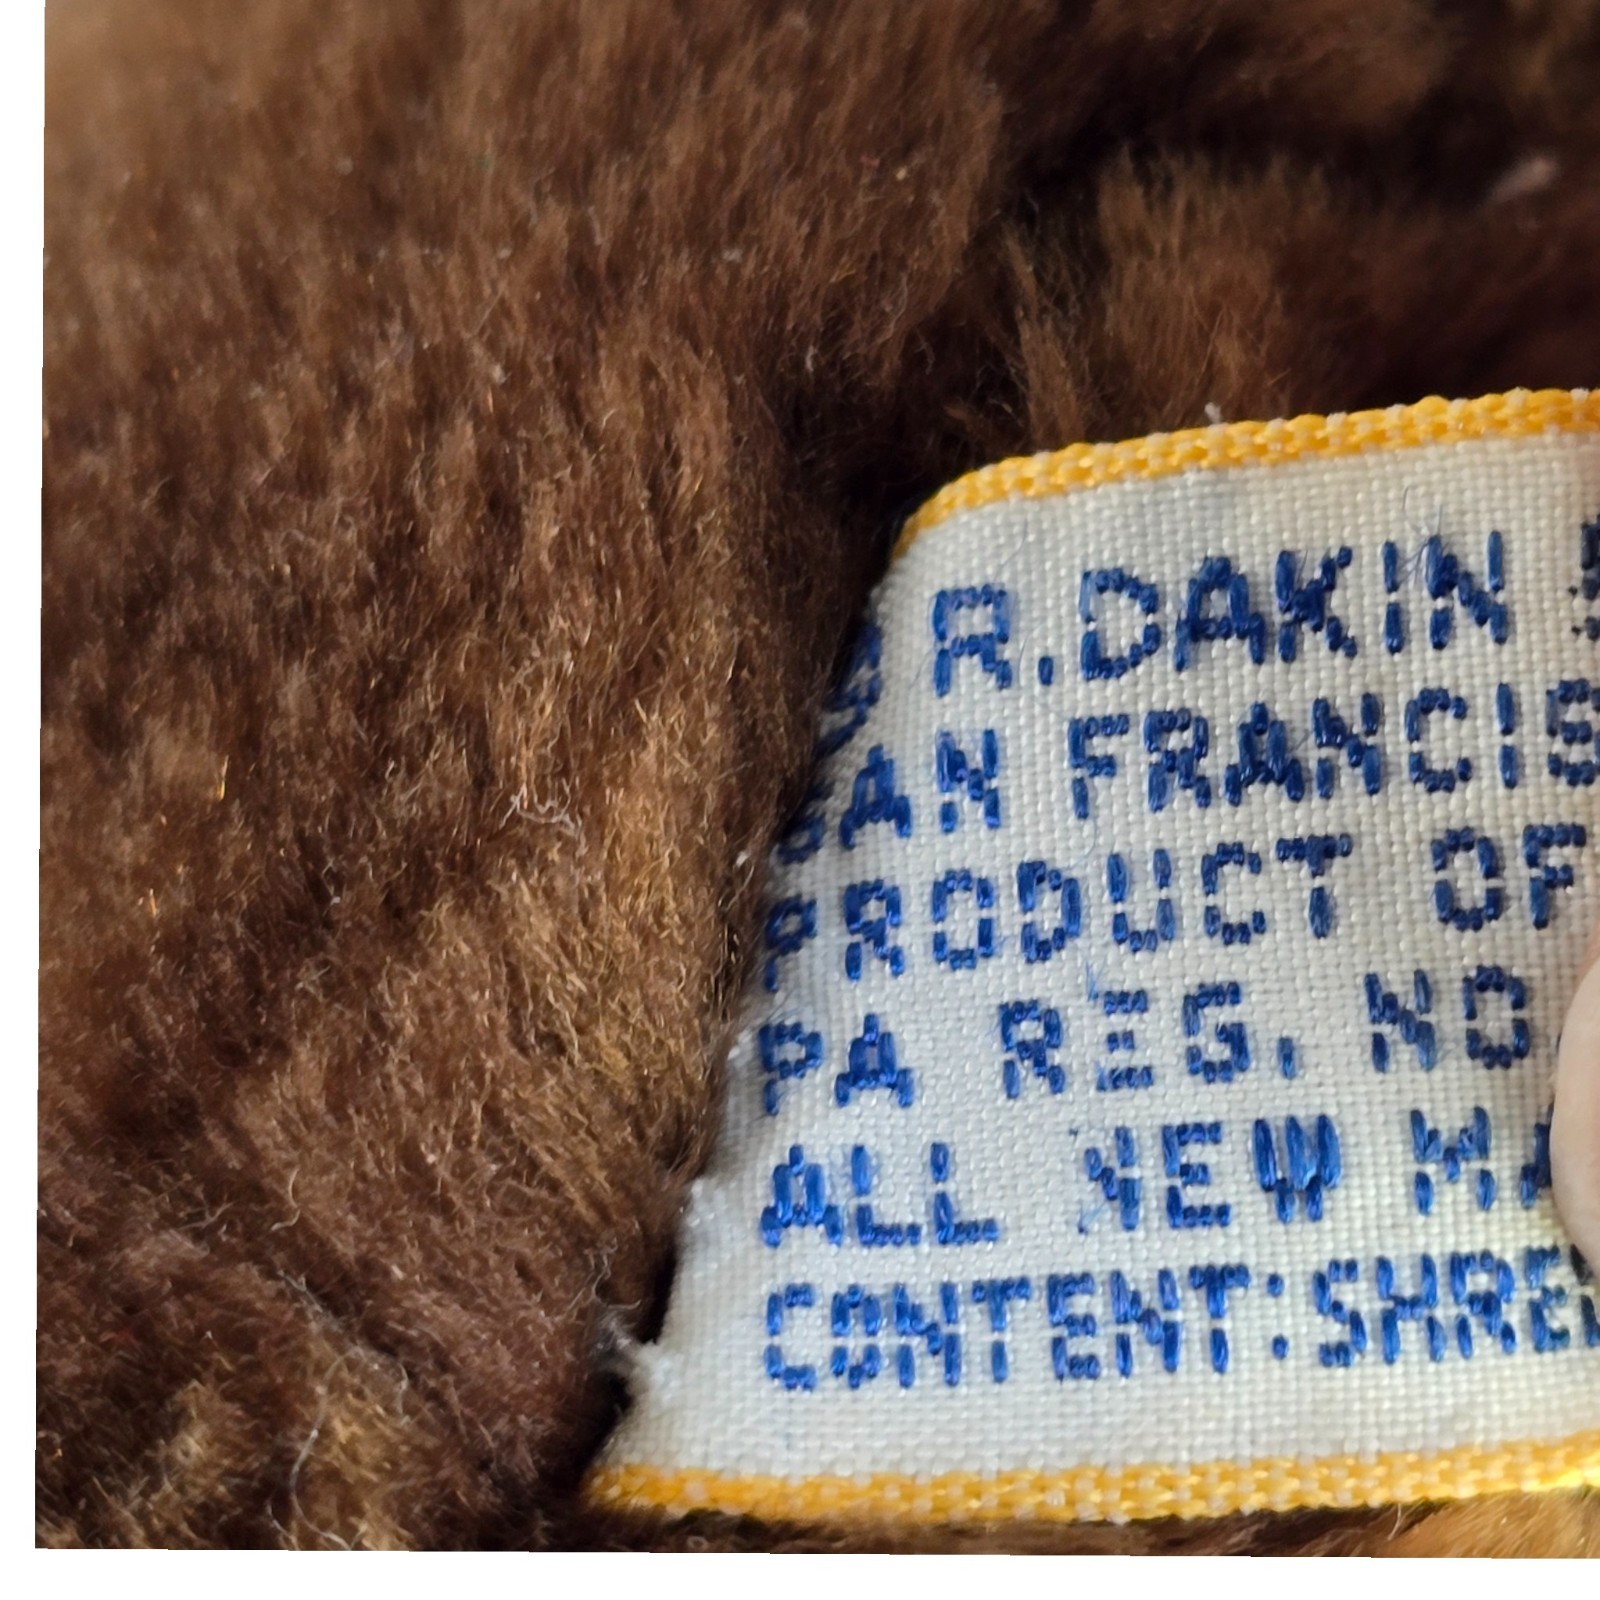 R.DAKIN
SAN FRANCIS
PRODUCT OF
PA REG. NO
ALL NEW MA
CONTENT:SHRE